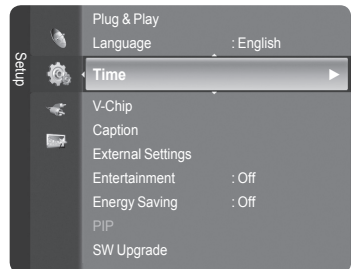 Setup
Plug & Play
Language : English
Time
V-Chip
Caption
External Settings
Entertainment : Off
Energy Saving : Off
PIP
SW Upgrade